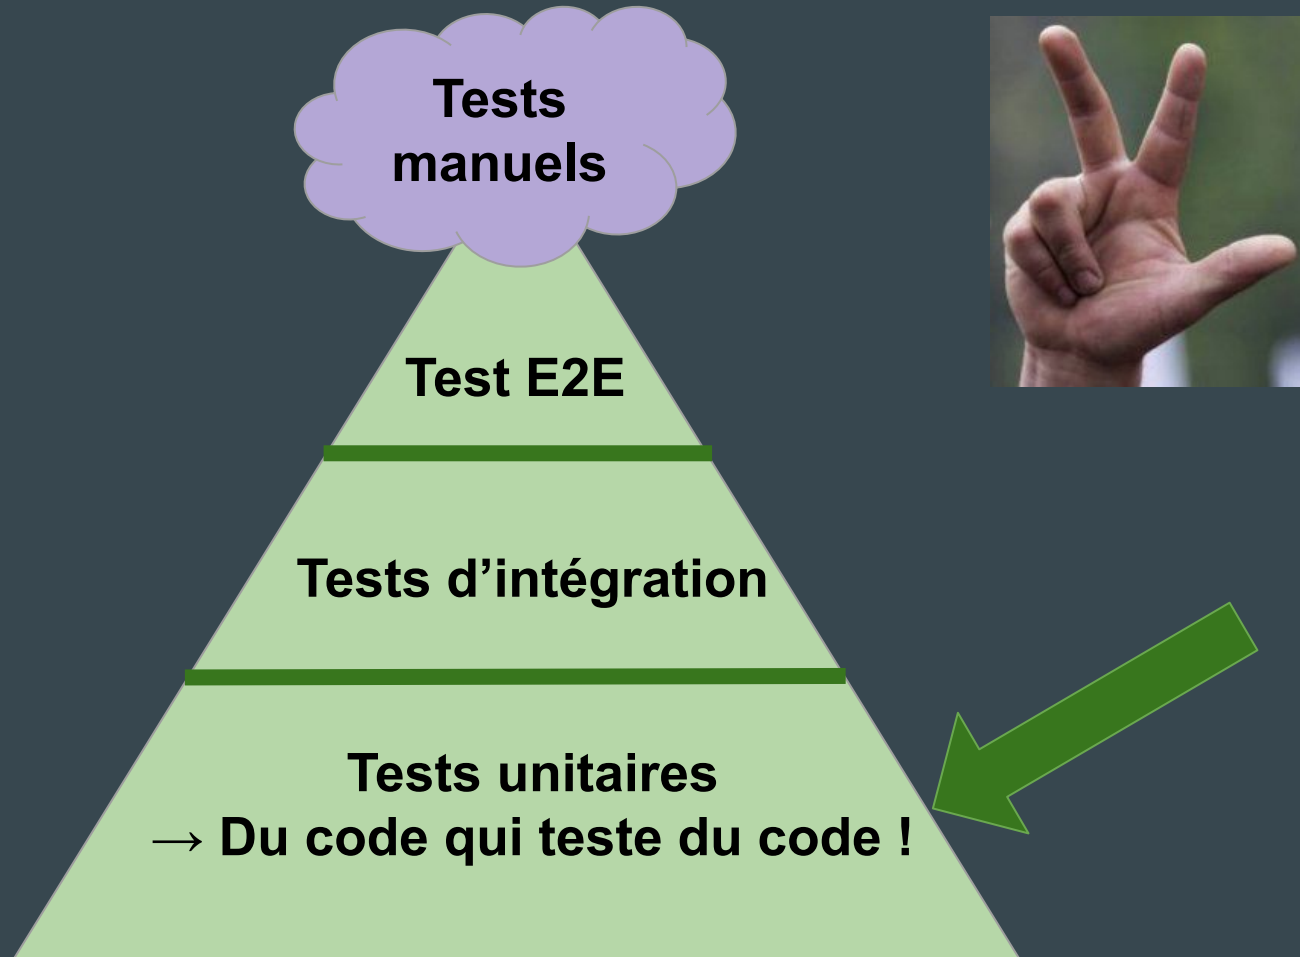 Tests
manuels
Test E2E
Tests d’intégration
Tests unitaires
→ Du code qui teste du code !